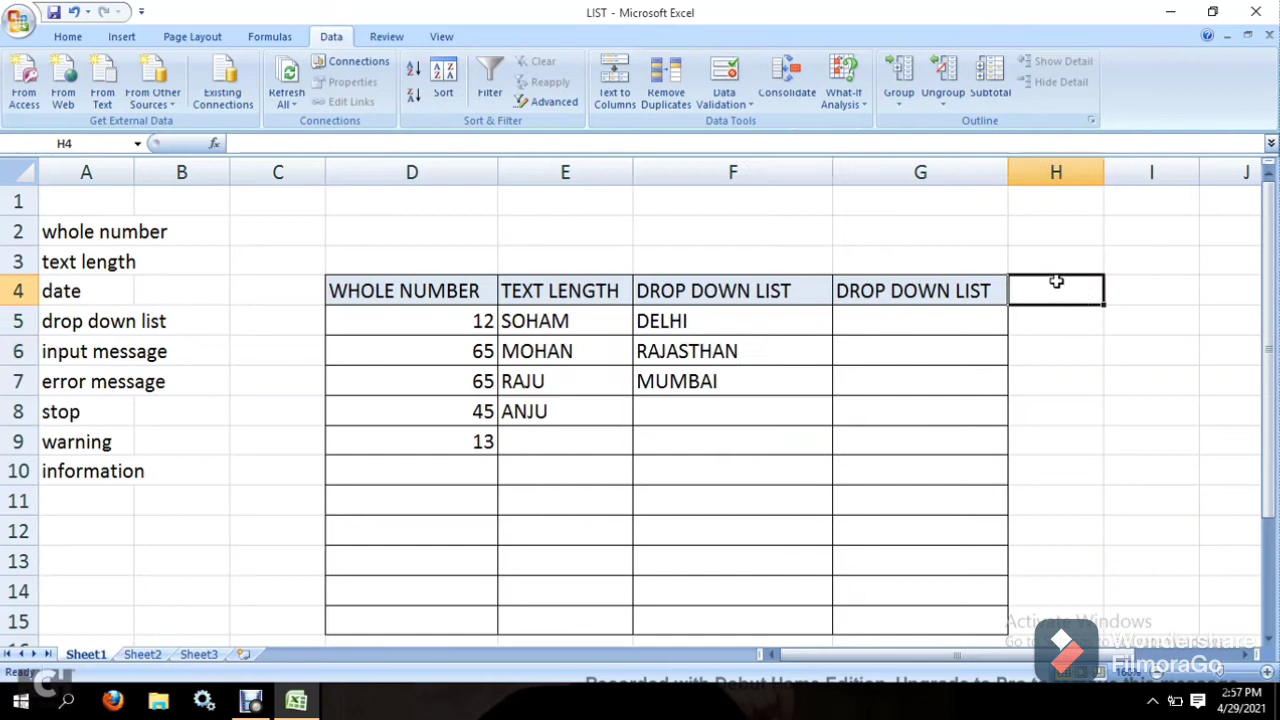 LIST - Microsoft Excel
Home Insert Page Layout Formulas Data Review View
From Access
From Web
From Text
From Other Sources
Existing Connections
Get External Data
Refresh All
Connections
Properties
Edit Links
Connections
Sort
Filter
Clear
Reapply
Advanced
Sort & Filter
Text to Columns
Remove Duplicates
Data Validation
Consolidate
What-If Analysis
Data Tools
Group
Ungroup
Subtotal
Show Detail
Hide Detail
Outline
H4 fx
A B C D E F G H I J
1
2 whole number
3 text length
4 date WHOLE NUMBER TEXT LENGTH DROP DOWN LIST DROP DOWN LIST
5 drop down list 12 SOHAM DELHI
6 input message 65 MOHAN RAJASTHAN
7 error message 65 RAJU MUMBAI
8 stop 45 ANJU
9 warning 13
10 information
11
12
13
14
15
Activate Windows
Wondershare
FilmoraGo
Sheet1 Sheet2 Sheet3
160%
2:57 PM
4/29/2021